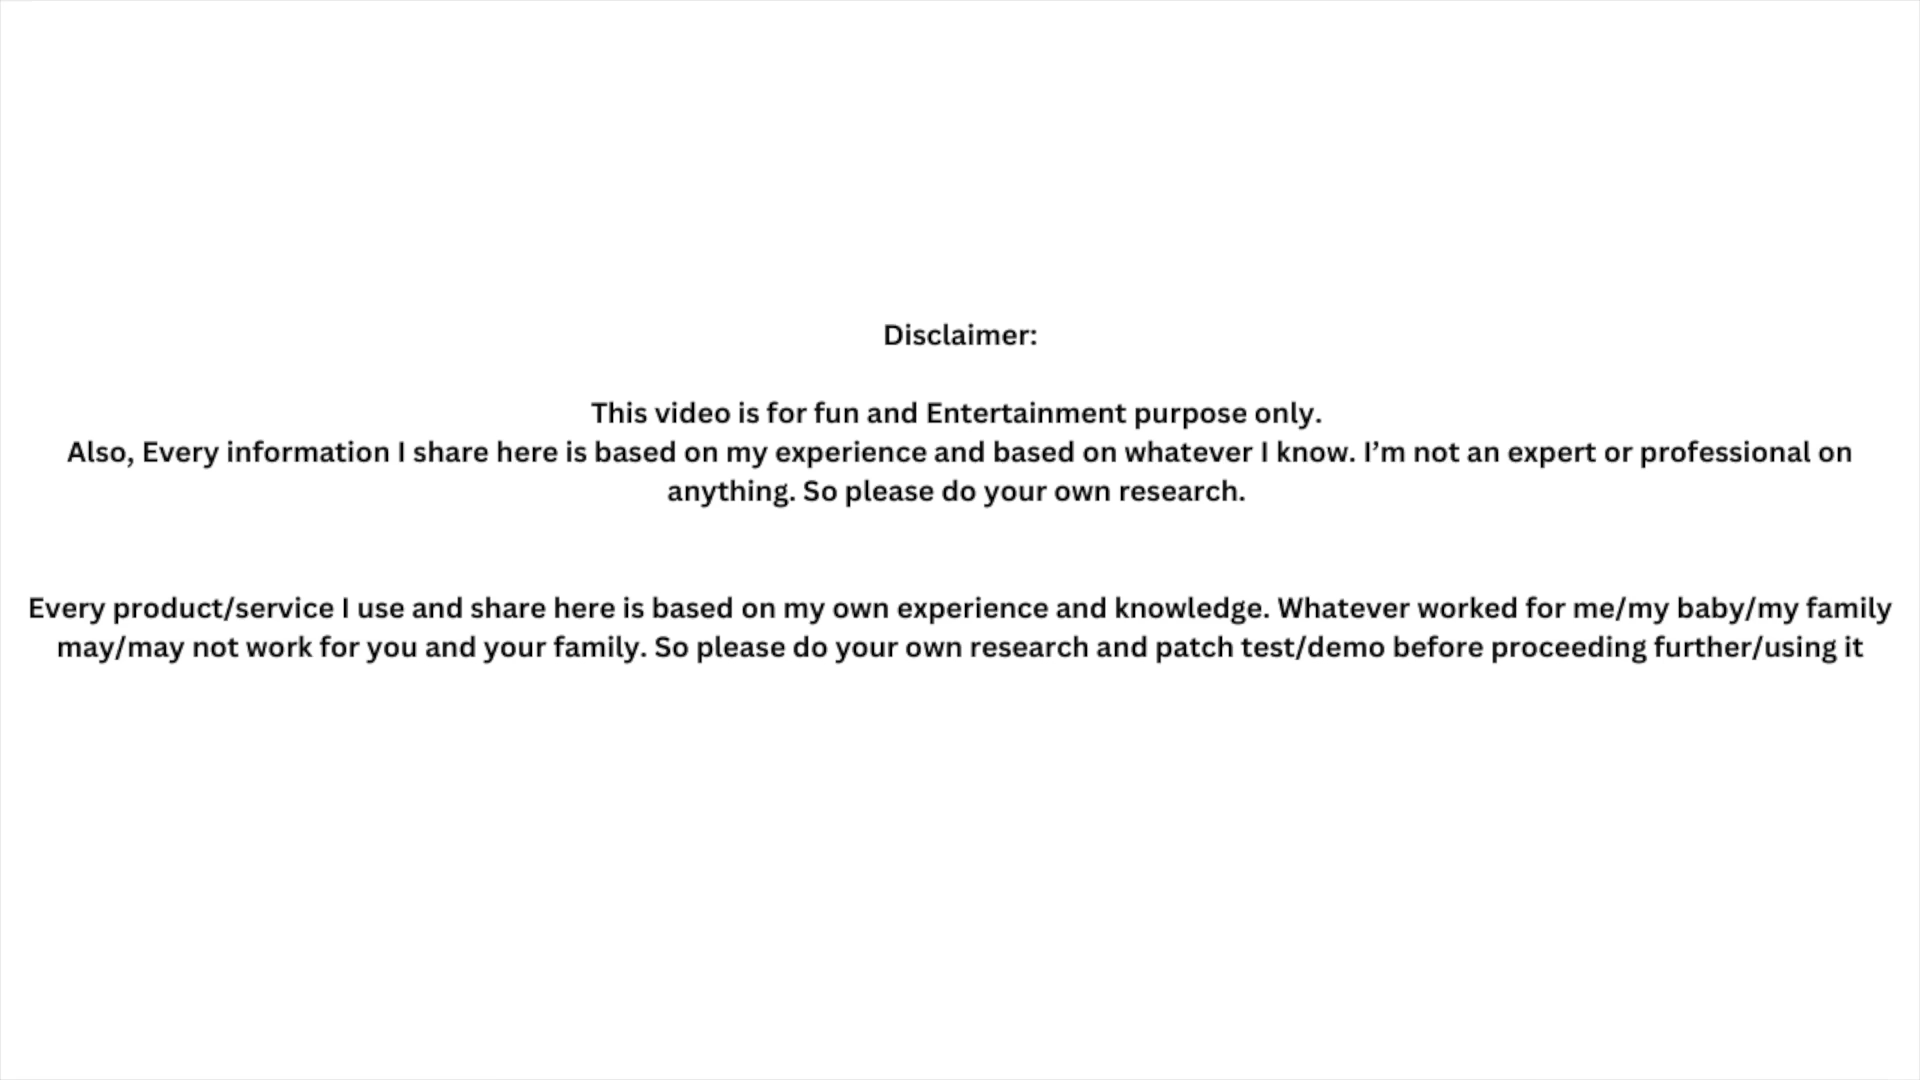 Disclaimer:
This video is for fun and Entertainment purpose only.
Also, Every information I share here is based on my experience and based on whatever I know. I’m not an expert or professional on
anything. So please do your own research.
Every product/service I use and share here is based on my own experience and knowledge. Whatever worked for me/my baby/my family
may/may not work for you and your family. So please do your own research and patch test/demo before proceeding further/using it